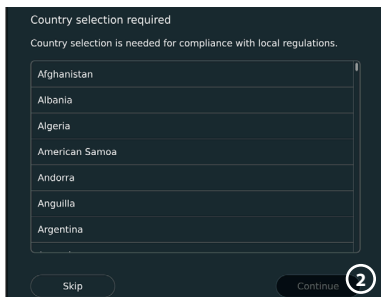 Country selection required
Country selection is needed for compliance with local regulations.
Afghanistan
Albania
Algeria
American Samoa
Andorra
Anguilla
Argentina
Skip
Continue 2